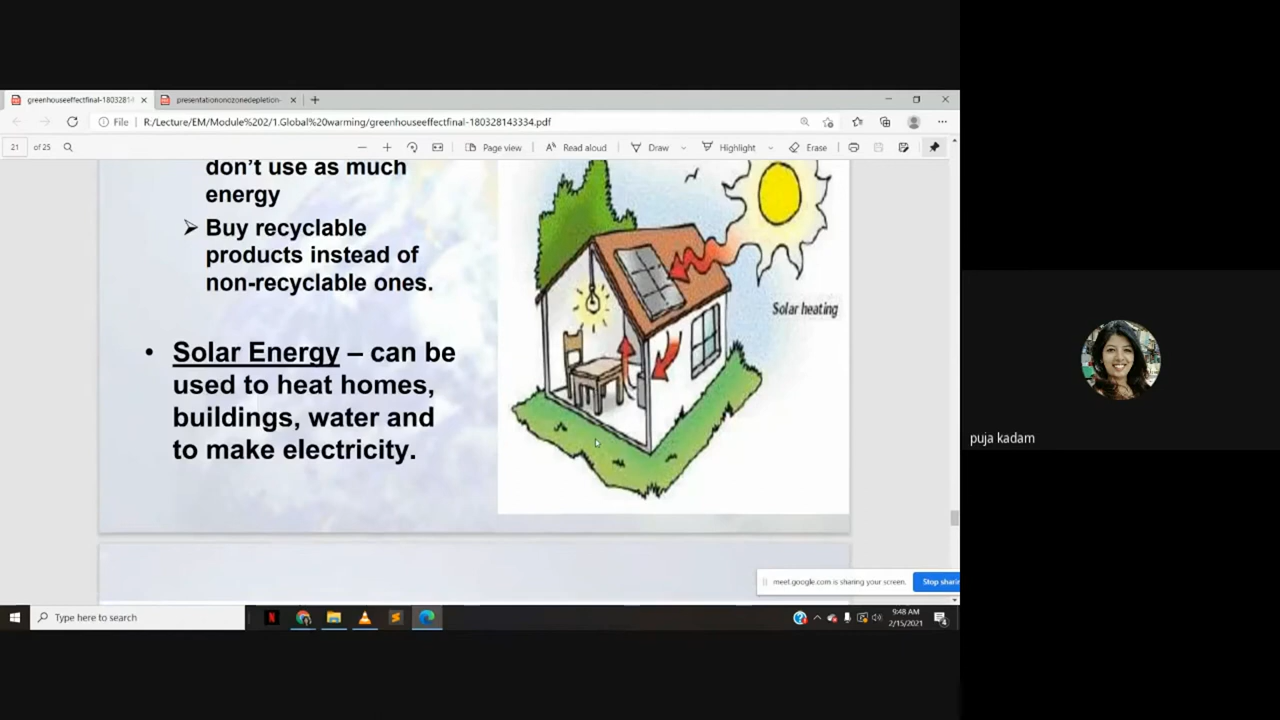 greenhouseeffectfinal-1803281
presentationonozonedepletion-
File
R:/Lecture/EM/Module%202/1.Global%20warming/greenhouseeffectfinal-180328143334.pdf
21 of 25
Page view
Read aloud
Draw
Highlight
Erase
don't use as much
energy
➢ Buy recyclable
products instead of
non-recyclable ones.
Solar heating
• Solar Energy – can be
used to heat homes,
buildings, water and
to make electricity.
puja kadam
meet.google.com is sharing your screen.
Stop sharin
Type here to search
9:48 AM
2/15/2021